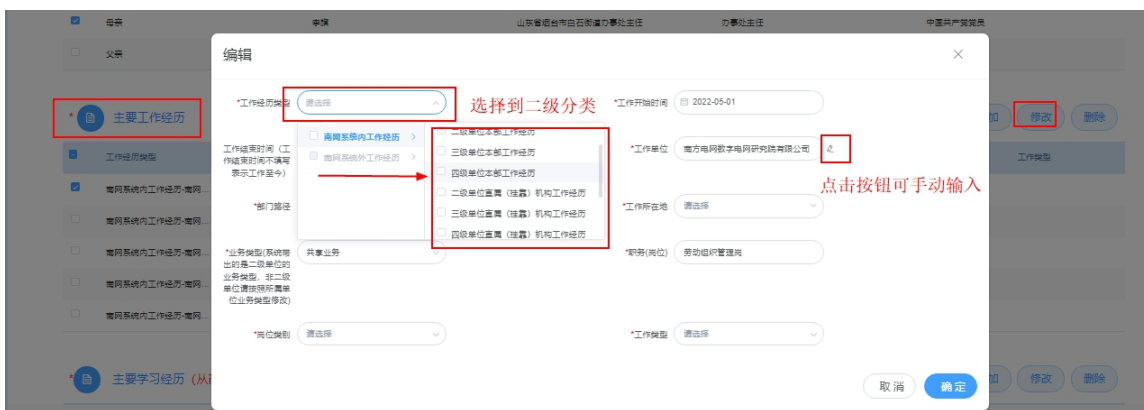 母亲
李旗
山东省烟台市白石街道办事处主任
办事处主任
中国共产党党员
父亲
编辑
*工作经历类型
请选择
选择到二级分类
*工作开始时间
2022-05-01
* 主要工作经历
加
修改
删除
南网系统内工作经历
南网系统外工作经历
二级单位本部工作经历
三级单位本部工作经历
四级单位本部工作经历
二级单位直属（挂靠）机构工作经历
三级单位直属（挂靠）机构工作经历
四级单位直属（挂靠）机构工作经历
工作结束时间（工
作结束时间不填写
表示工作至今）
*工作单位
南方电网数字电网研究院有限公司
点击按钮可手动输入
工作经历类型
工作类型
南网系统内工作经历-南网...
*部门路径
*工作所在地
请选择
南网系统内工作经历-南网...
南网系统内工作经历-南网...
*业务类型(系统带
出的是二级单位的
业务类型，非二级
单位请按照所属单
位业务类型修改)
共享业务
*职务(岗位)
劳动组织管理岗
南网系统内工作经历-南网...
南网系统内工作经历-南网...
*岗位类别
请选择
*工作类型
请选择
* 主要学习经历
取消
确定
加
修改
删除